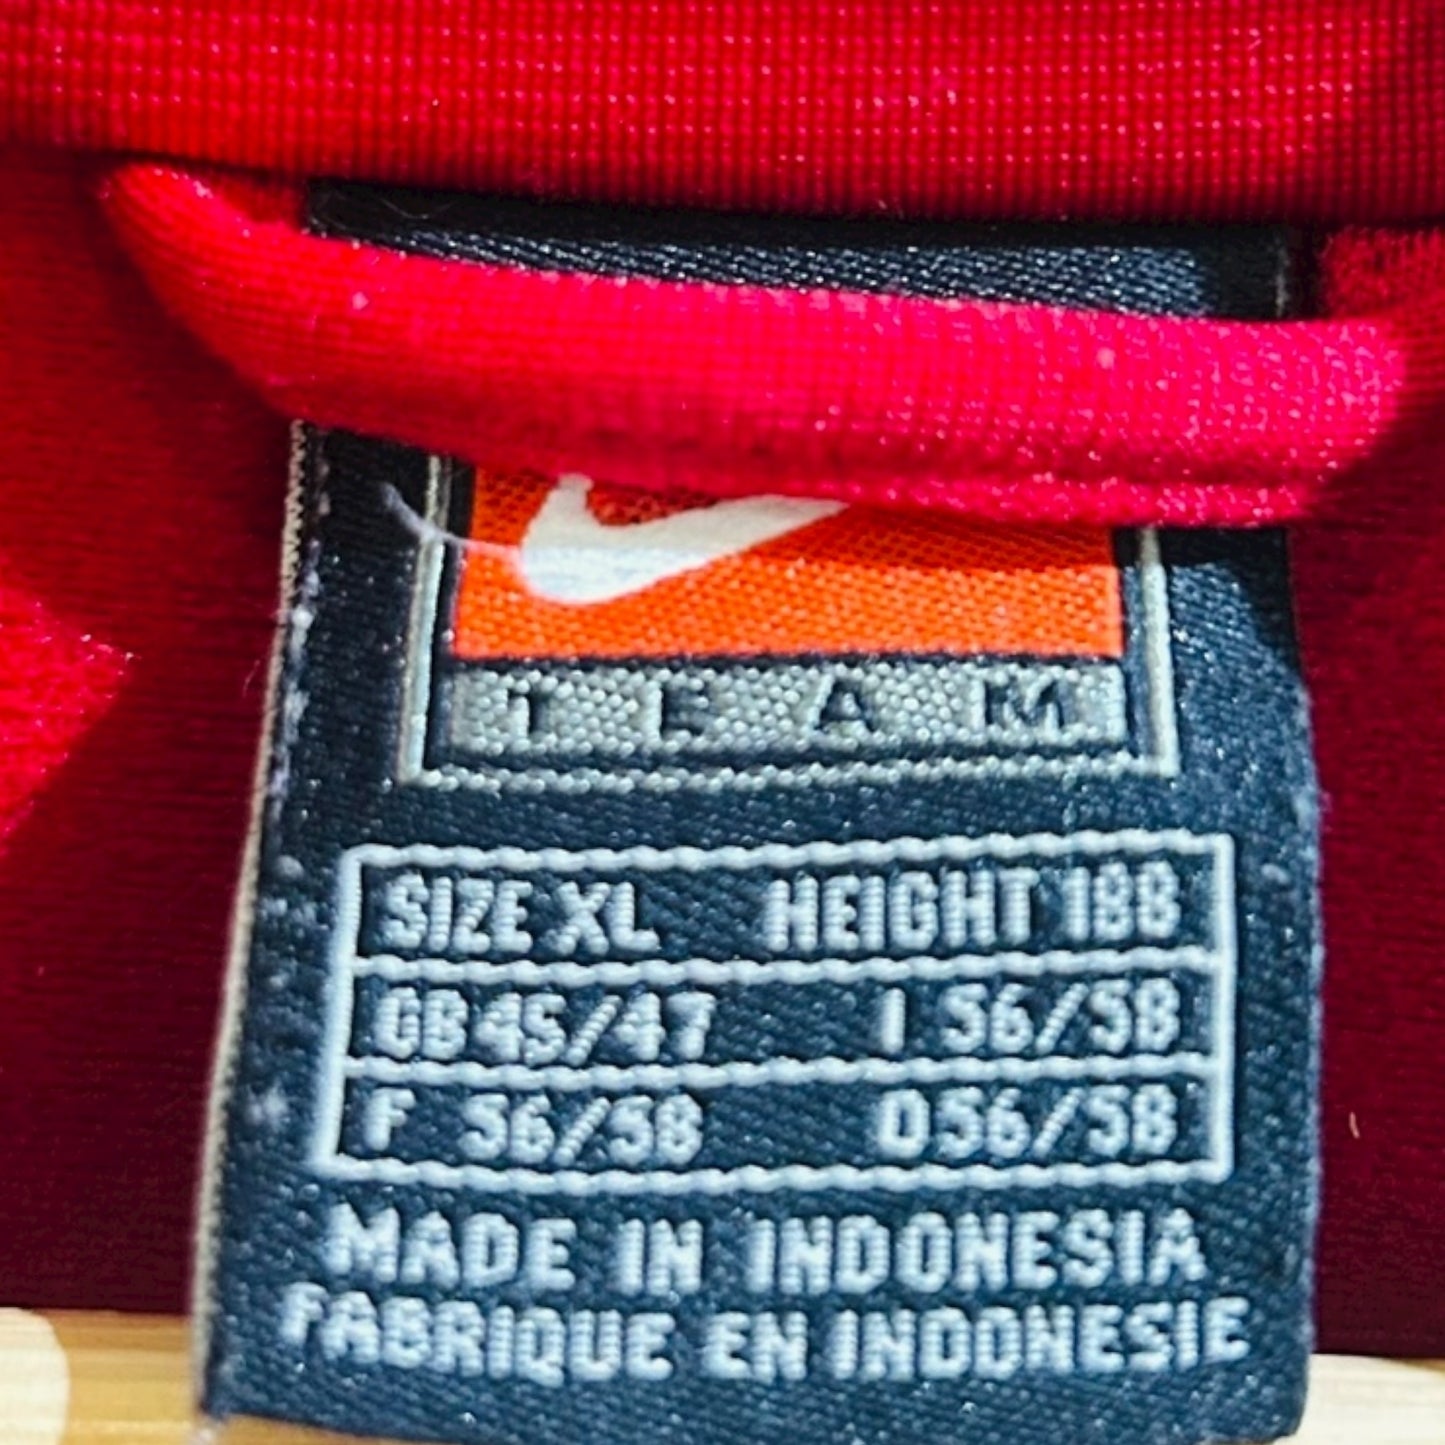 TEAM
SIZE XL HEIGHT 188
GB 45/47 I 56/58
F 56/58 D 56/58
MADE IN INDONESIA
FABRIQUE EN INDONESIE